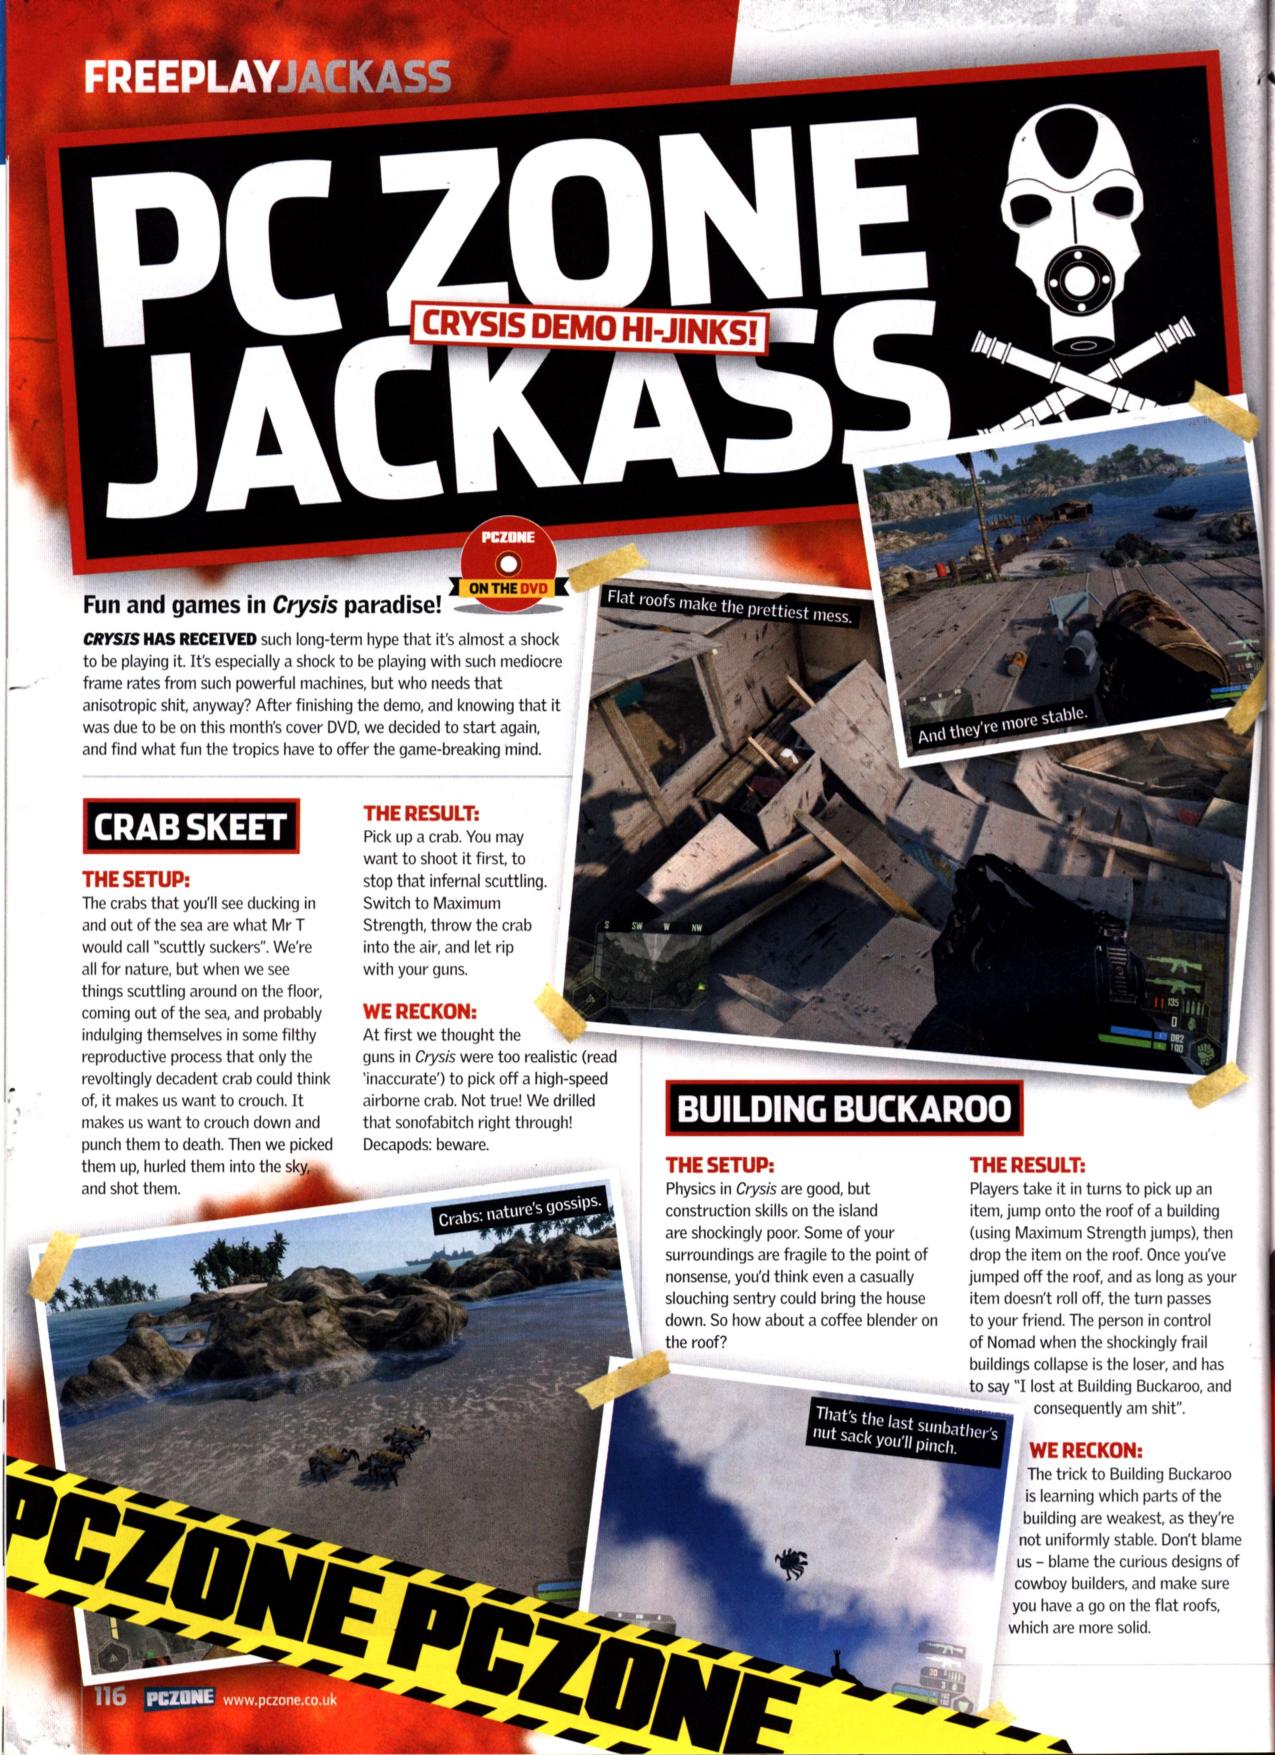 FREEPLAYJACKASS
PC ZONE
CRYSIS DEMO HI-JINKS!
JACKASS
PCZONE
ON THE DVD
Fun and games in Crysis paradise!
CRYSIS HAS RECEIVED such long-term hype that it's almost a shock
to be playing it. It's especially a shock to be playing with such mediocre
frame rates from such powerful machines, but who needs that
anisotropic shit, anyway? After finishing the demo, and knowing that it
was due to be on this month's cover DVD, we decided to start again,
and find what fun the tropics have to offer the game-breaking mind.
Flat roofs make the prettiest mess.
And they're more stable.
CRAB SKEET
THE SETUP:
The crabs that you'll see ducking in
and out of the sea are what Mr T
would call "scuttly suckers". We're
all for nature, but when we see
things scuttling around on the floor,
coming out of the sea, and probably
indulging themselves in some filthy
reproductive process that only the
revoltingly decadent crab could think
of, it makes us want to crouch. It
makes us want to crouch down and
punch them to death. Then we picked
them up, hurled them into the sky,
and shot them.
THE RESULT:
Pick up a crab. You may
want to shoot it first, to
stop that infernal scuttling.
Switch to Maximum
Strength, throw the crab
into the air, and let rip
with your guns.
WE RECKON:
At first we thought the
guns in Crysis were too realistic (read
'inaccurate') to pick off a high-speed
airborne crab. Not true! We drilled
that sonofabitch right through!
Decapods: beware.
S SW W NW
135
0
082
100
BUILDING BUCKAROO
THE SETUP:
Physics in Crysis are good, but
construction skills on the island
are shockingly poor. Some of your
surroundings are fragile to the point of
nonsense, you'd think even a casually
slouching sentry could bring the house
down. So how about a coffee blender on
the roof?
THE RESULT:
Players take it in turns to pick up an
item, jump onto the roof of a building
(using Maximum Strength jumps), then
drop the item on the roof. Once you've
jumped off the roof, and as long as your
item doesn't roll off, the turn passes
to your friend. The person in control
of Nomad when the shockingly frail
buildings collapse is the loser, and has
to say "I lost at Building Buckaroo, and
consequently am shit".
WE RECKON:
The trick to Building Buckaroo
is learning which parts of the
building are weakest, as they're
not uniformly stable. Don't blame
us – blame the curious designs of
cowboy builders, and make sure
you have a go on the flat roofs,
which are more solid.
Crabs: nature's gossips.
That's the last sunbather's
nut sack you'll pinch.
PCZONE PCZONE
116 PCZONE www.pczone.co.uk